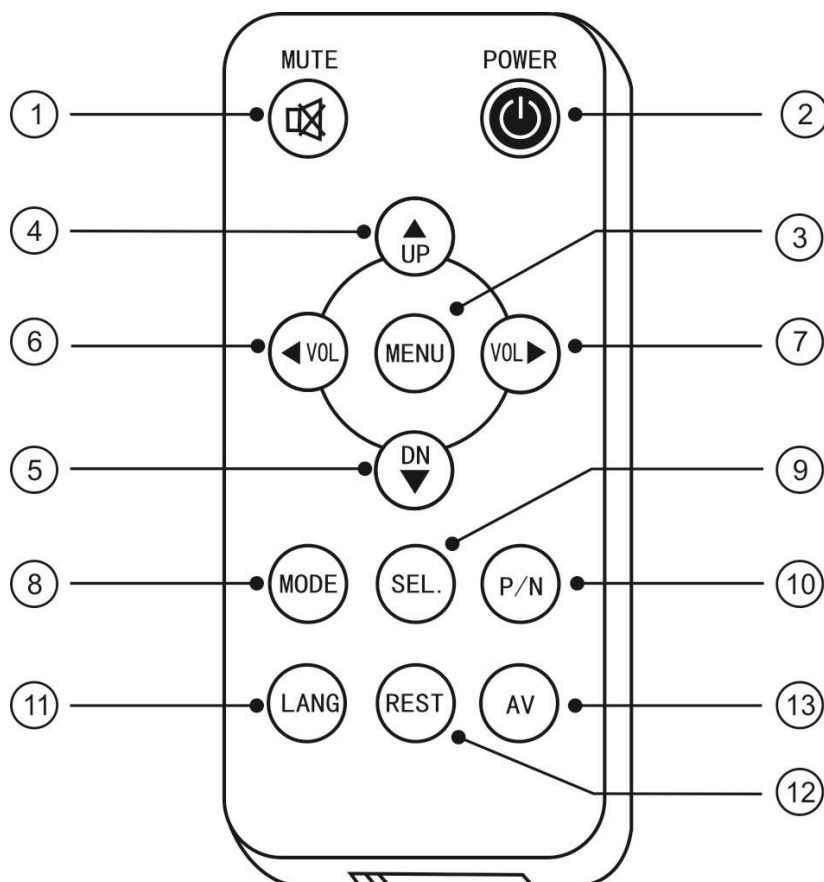 MUTE POWER
1 2
4 UP 3
6 VOL MENU VOL 7
5 DN 9
8 MODE SEL. P/N 10
11 LANG REST AV 13
12